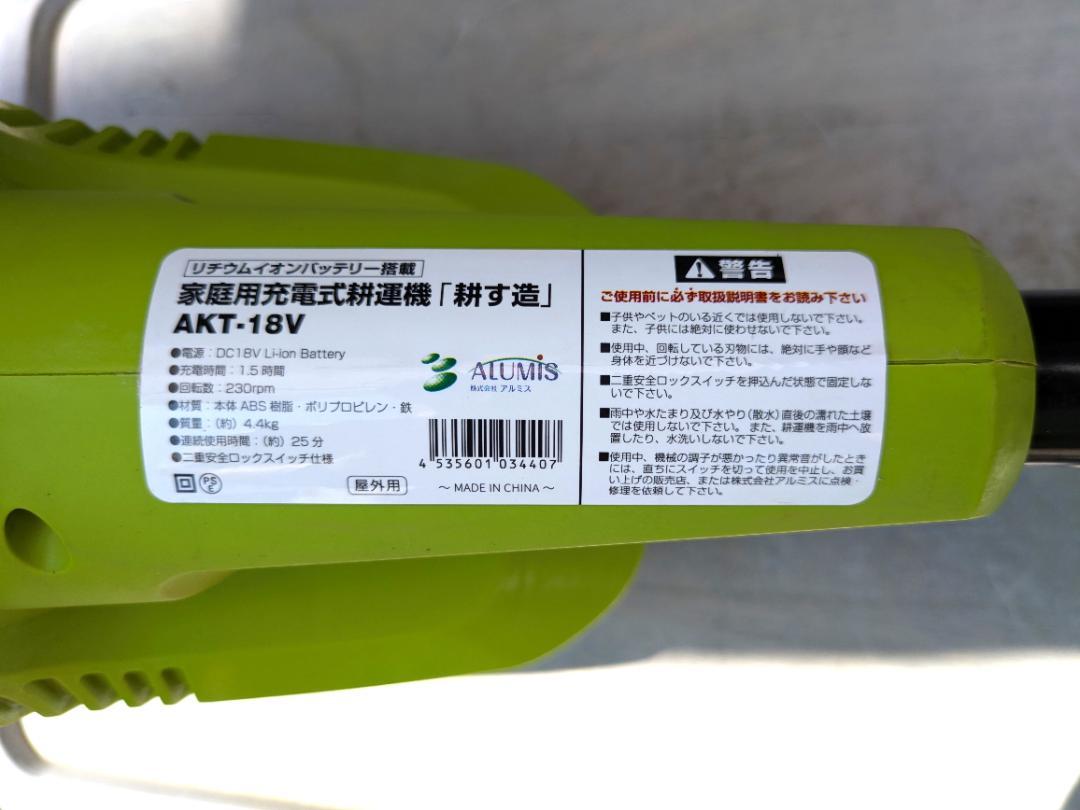 リチウムイオンバッテリー搭載
家庭用充電式耕運機「耕す造」
AKT-18V
●電源：DC18V Li-ion Battery
●充電時間：1.5時間
●回転数：230rpm
●材質：本体ABS樹脂・ポリプロピレン・鉄
●質量：（約）4.4kg
●連続使用時間：（約）25分
●二重安全ロックスイッチ仕様
PS
E
屋外用
ALUMIS
株式会社 アルミス
4 535601 034407
～ MADE IN CHINA ～
警告
ご使用前に必ず取扱説明書をお読み下さい
■子供やペットのいる近くでは使用しないで下さい。
また、子供には絶対に使わせないで下さい。
■使用中、回転している刃物には、絶対に手や顔など
身体を近づけないで下さい。
■二重安全ロックスイッチを押込んだ状態で固定しな
いで下さい。
■雨中や水たまり及び水やり（散水）直後の濡れた土壌
では使用しないで下さい。また、耕運機を雨中へ放
置したり、水洗いしないで下さい。
■使用中、機械の調子が悪かったり異常音がしたとき
には、直ちにスイッチを切って使用を中止し、お買
い上げの販売店、または株式会社アルミスに点検・
修理を依頼して下さい。